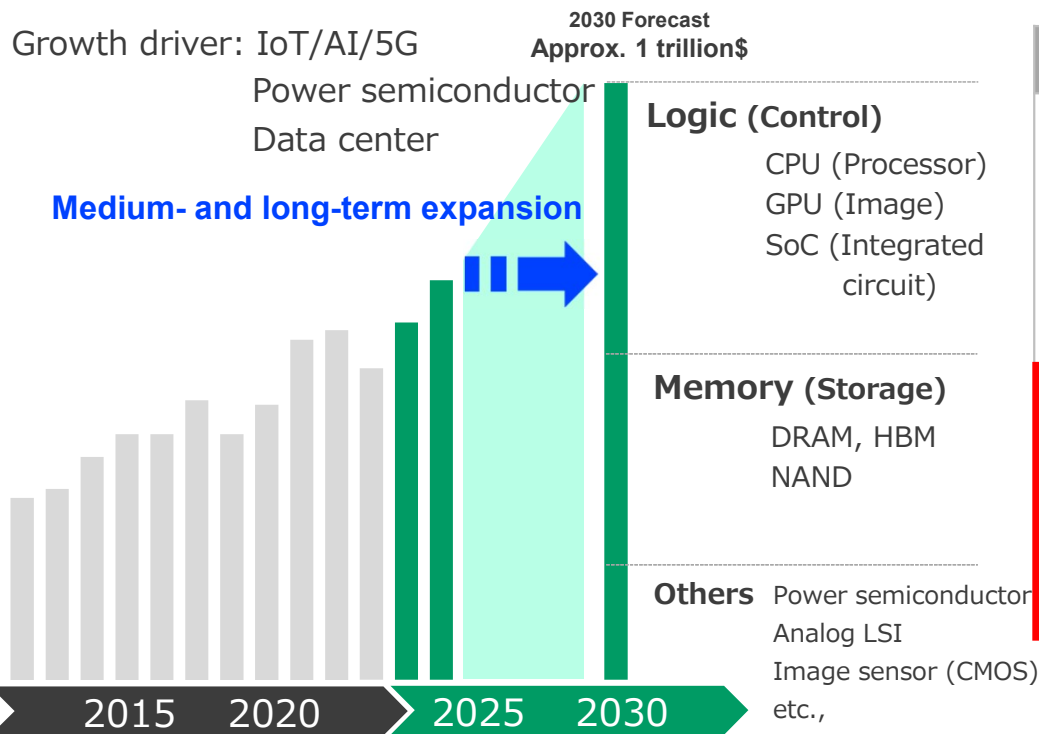 Growth driver: IoT/AI/5G
Power semiconductor
Data center
2030 Forecast
Approx. 1 trillion$
Medium- and long-term expansion
Logic (Control)
CPU (Processor)
GPU (Image)
SoC (Integrated
circuit)
Memory (Storage)
DRAM, HBM
NAND
Others
Power semiconductor
Analog LSI
Image sensor (CMOS)
etc.,
2015 2020 2025 2030